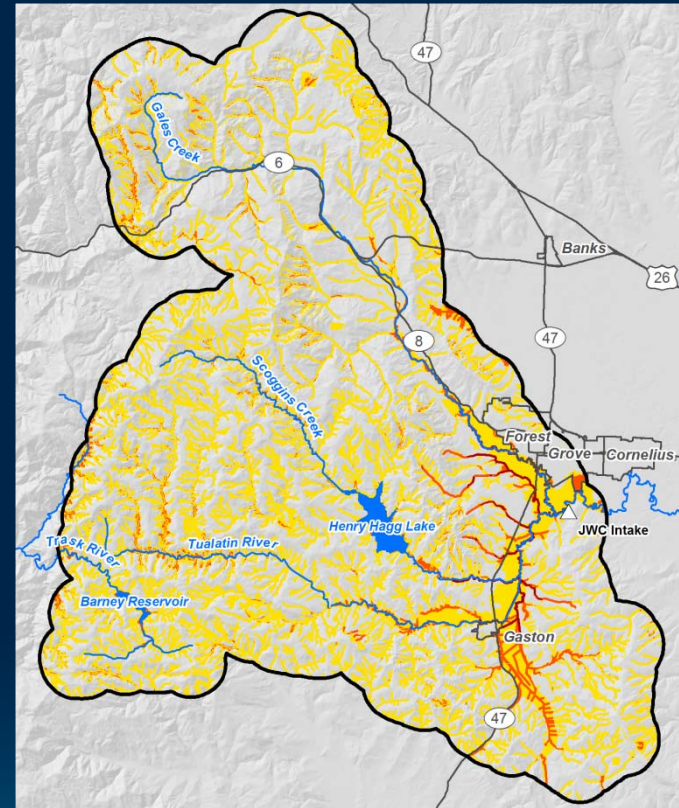 47
Gales Creek
6
Banks
26
47
8
Scoggins Creek
Forest
Grove
Cornelius
JWC Intake
Henry Hagg Lake
Trask River
Tualatin River
Barney Reservoir
Gaston
47